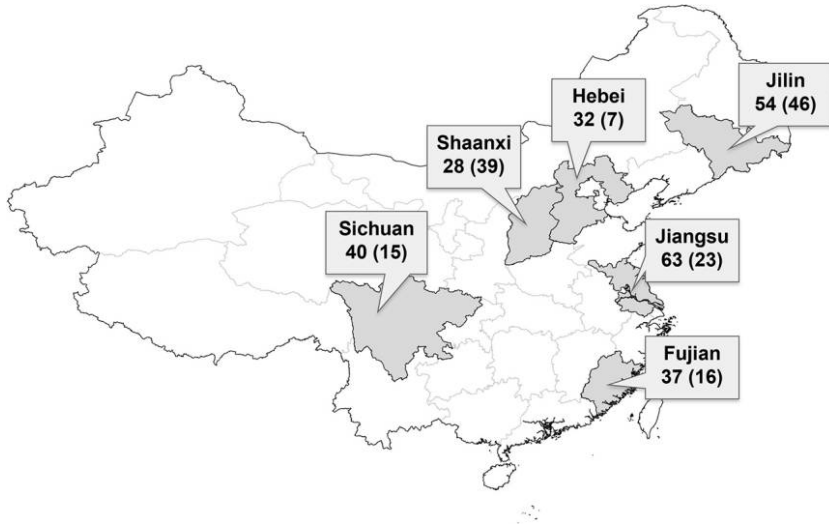 Jilin
54 (46)
Hebei
32 (7)
Shaanxi
28 (39)
Sichuan
40 (15)
Jiangsu
63 (23)
Fujian
37 (16)